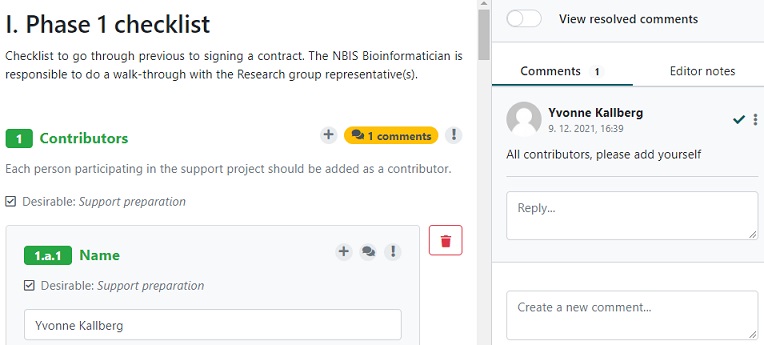 I. Phase 1 checklist
Checklist to go through previous to signing a contract. The NBIS Bioinformatician is
responsible to do a walk-through with the Research group representative(s).
1 Contributors
1 comments
Each person participating in the support project should be added as a contributor.
Desirable: Support preparation
1.a.1 Name
Desirable: Support preparation
Yvonne Kallberg
View resolved comments
Comments 1
Editor notes
Yvonne Kallberg
9. 12. 2021, 16:39
All contributors, please add yourself
Reply...
Create a new comment...